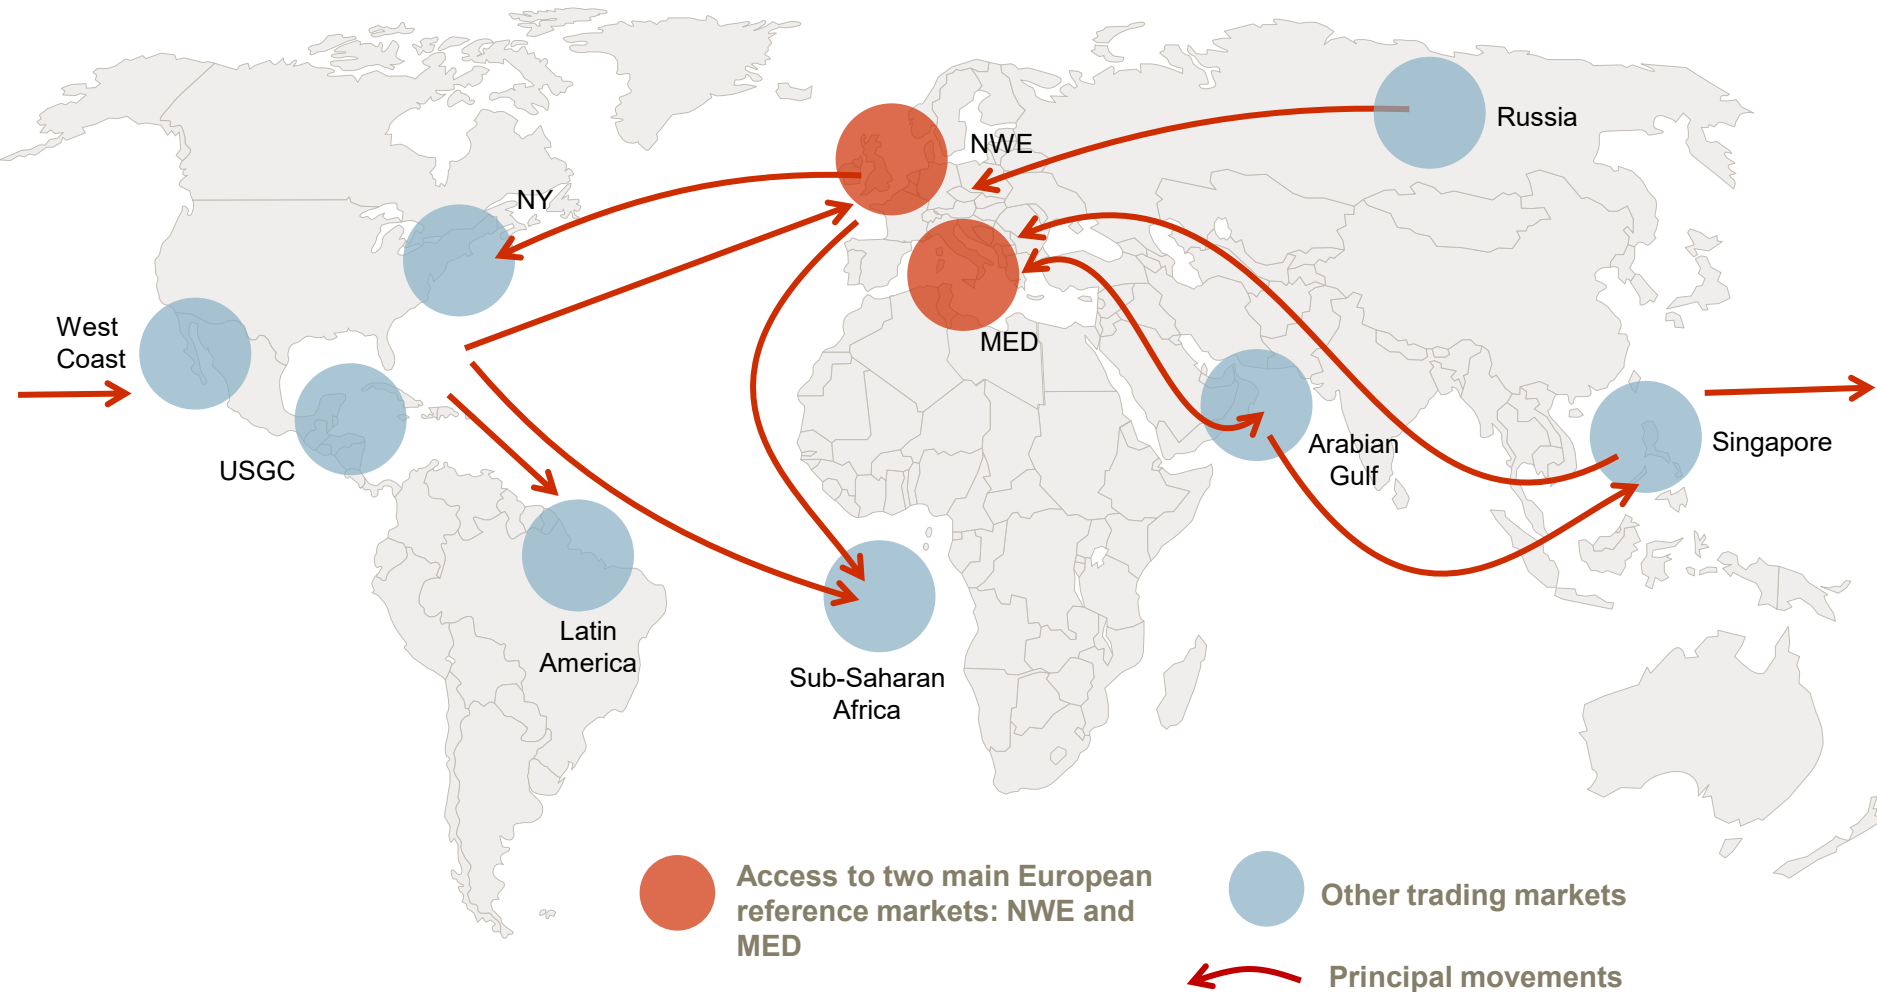 Russia
NWE
NY
West
Coast
MED
Arabian
Gulf
Singapore
USGC
Latin
America
Sub-Saharan
Africa
Access to two main European
reference markets: NWE and
MED
Other trading markets
Principal movements